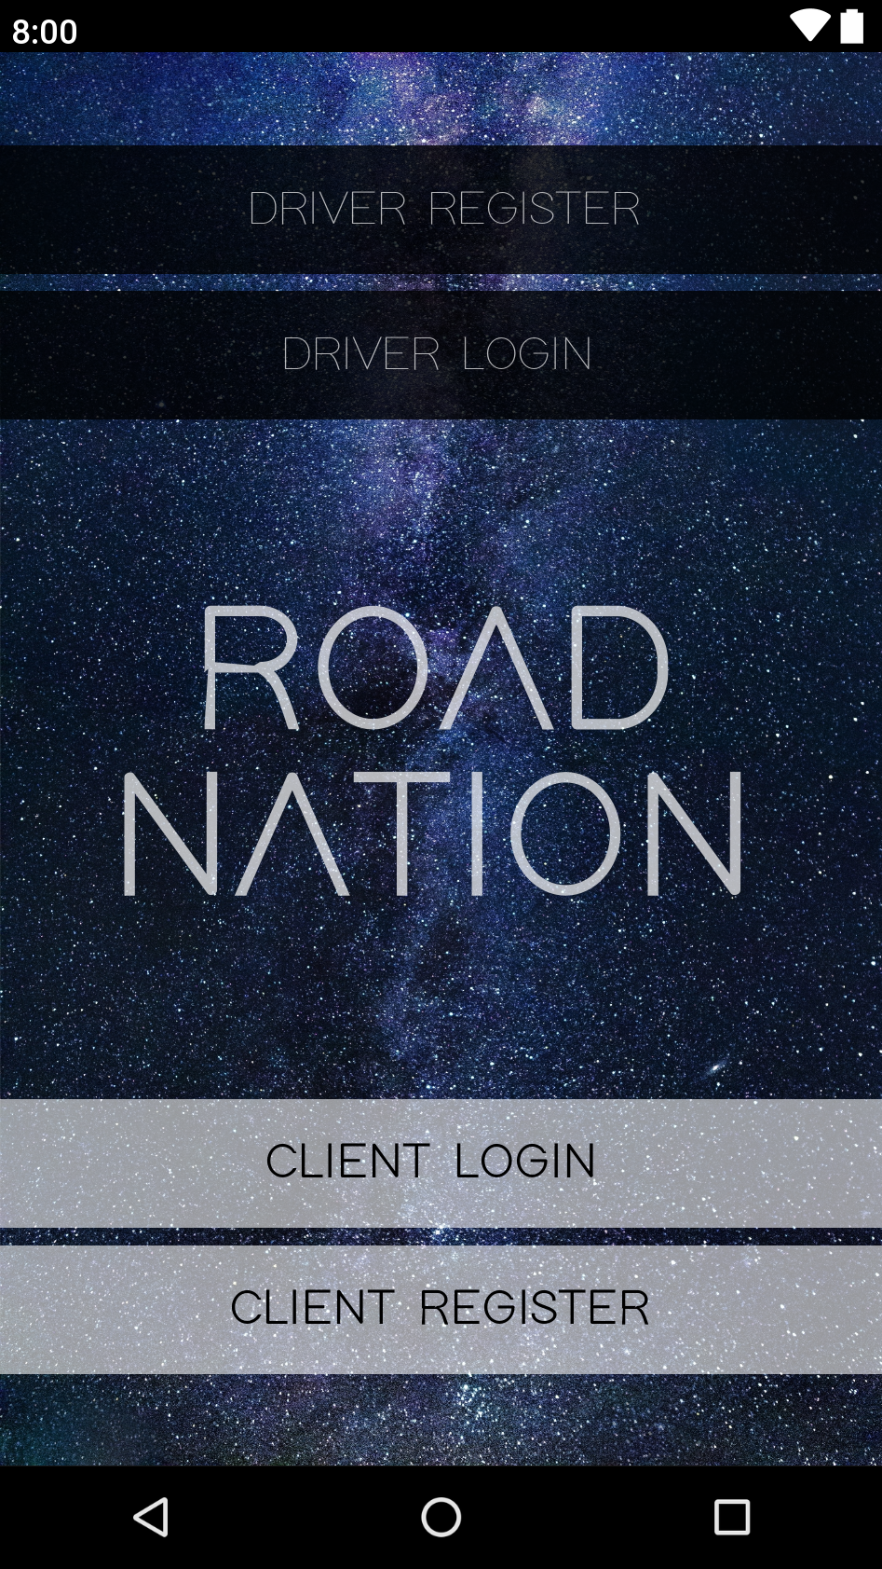 8:00
DRIVER REGISTER
DRIVER LOGIN
ROAD
NATION
CLIENT LOGIN
CLIENT REGISTER